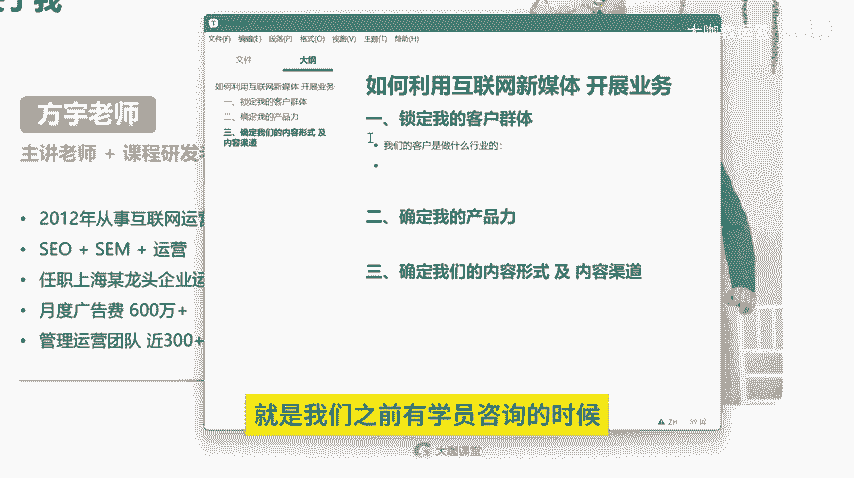 方宇老师
主讲老师 + 课程研发
• 2012年从事互联网运营
• SEO + SEM + 运营
• 任职上海某龙头企业运
• 月度广告费 600万+
• 管理运营团队 近300+
文件(F) 编辑(E) 段落(P) 格式(O) 视图(V) 主题(T) 帮助(H)
文件 大纲
如何利用互联网新媒体 开展业务
一、锁定我的客户群体
二、确定我的产品力
三、确定我们的内容形式 及
内容渠道
如何利用互联网新媒体 开展业务
一、锁定我的客户群体
• 我们的客户是做什么行业的：
二、确定我的产品力
三、确定我们的内容形式 及 内容渠道
就是我们之前有学员咨询的时候
大咖课堂